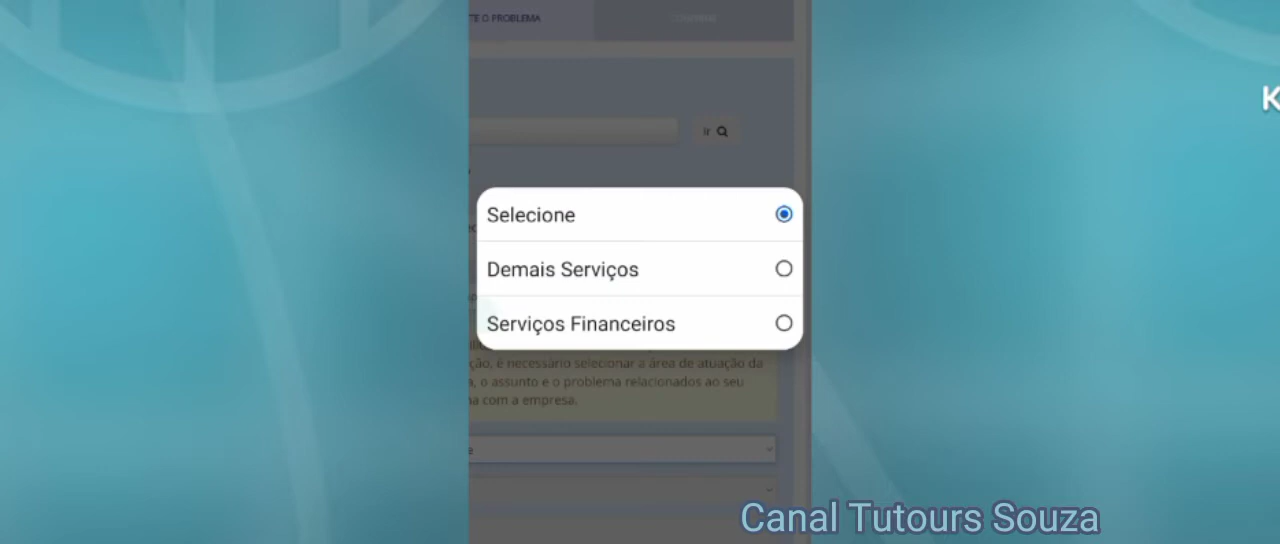 TE O PROBLEMA
Ir
Selecione
Demais Serviços
Serviços Financeiros
ção, é necessário selecionar a área de atuação da
, o assunto e o problema relacionados ao seu
a com a empresa.
e
K
Canal Tutours Souza